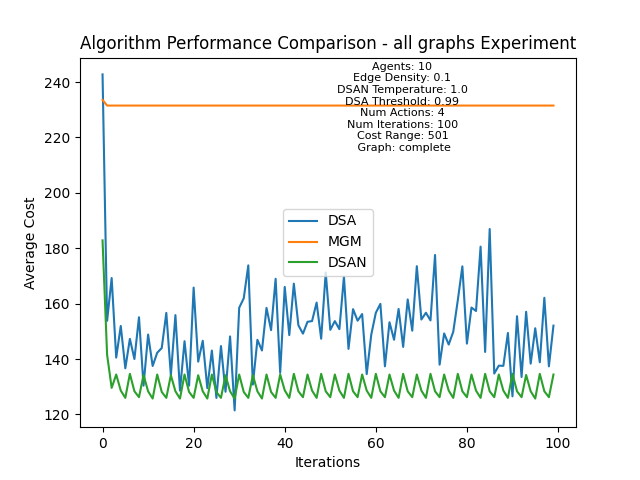 Algorithm Performance Comparison - all graphs Experiment
Agents: 10
Edge Density: 0.1
DSAN Temperature: 1.0
DSA Threshold: 0.99
Num Actions: 4
Num Iterations: 100
Cost Range: 501
Graph: complete
240
220
200
180
160
140
120
Average Cost
DSA
MGM
DSAN
0 20 40 60 80 100
Iterations